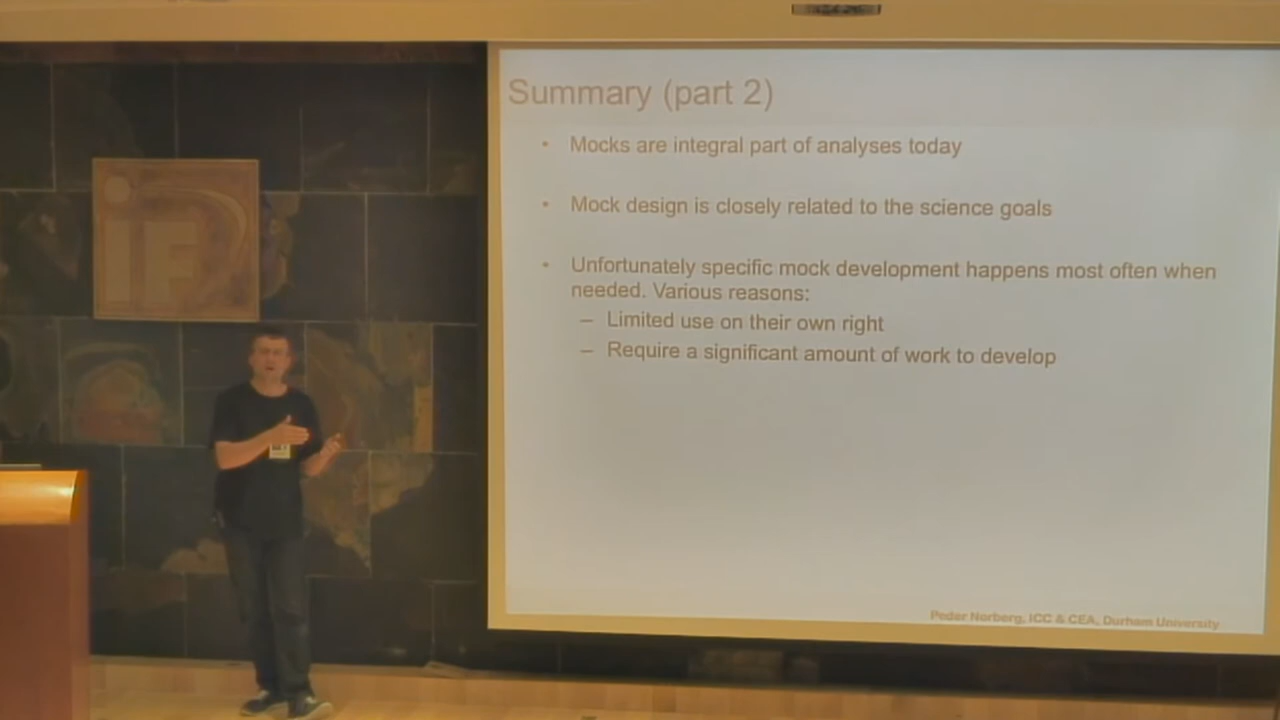 Summary (part 2)
• Mocks are integral part of analyses today
• Mock design is closely related to the science goals
• Unfortunately specific mock development happens most often when
needed. Various reasons:
– Limited use on their own right
– Require a significant amount of work to develop
iF
Peder Norberg, ICC & CEA, Durham University